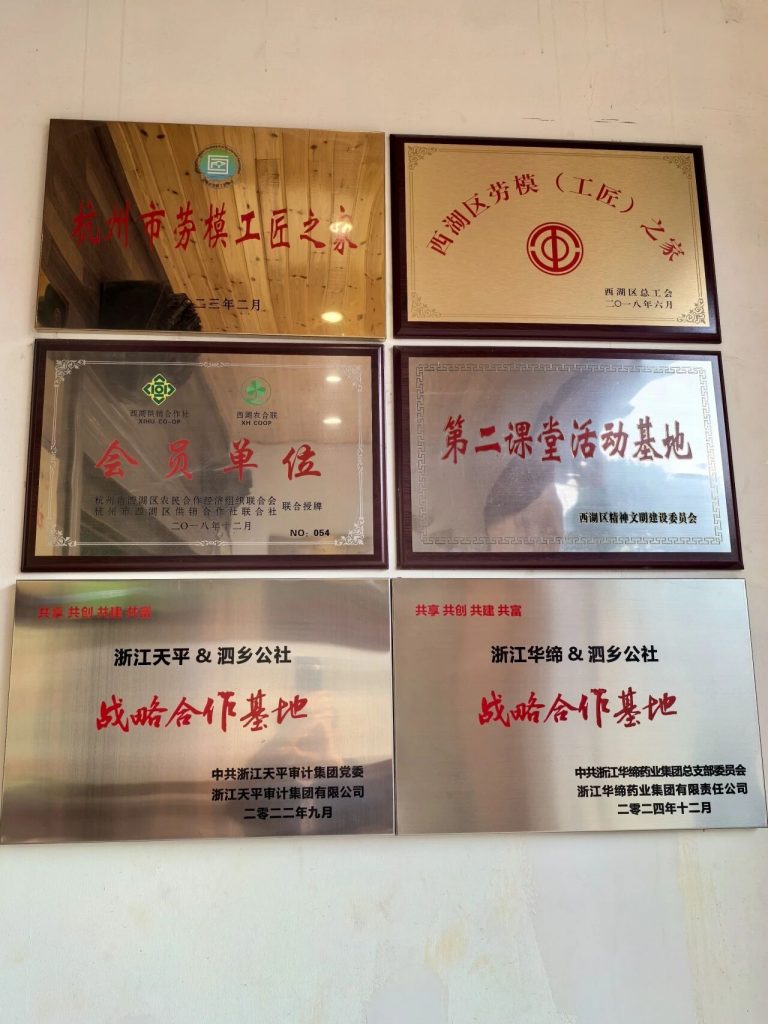 杭州市劳模工匠之家
二〇二三年二月
西湖区劳模（工匠）之家
西湖区总工会
二〇一八年六月
西湖供销合作社
XIHU CO-OP
西湖农合联
XH COOP
会员单位
杭州市西湖区农民合作经济组织联合会
杭州市西湖区供销合作社联合社
联合授牌
二〇一八年十二月
NO：054
第二课堂活动基地
西湖区精神文明建设委员会
共享 共创 共建 共富
浙江天平 & 泗乡公社
战略合作基地
中共浙江天平审计集团党委
浙江天平审计集团有限公司
二零二二年九月
共享 共创 共建 共富
浙江华缔 & 泗乡公社
战略合作基地
中共浙江华缔药业集团总支部委员会
浙江华缔药业集团有限责任公司
二零二四年十二月